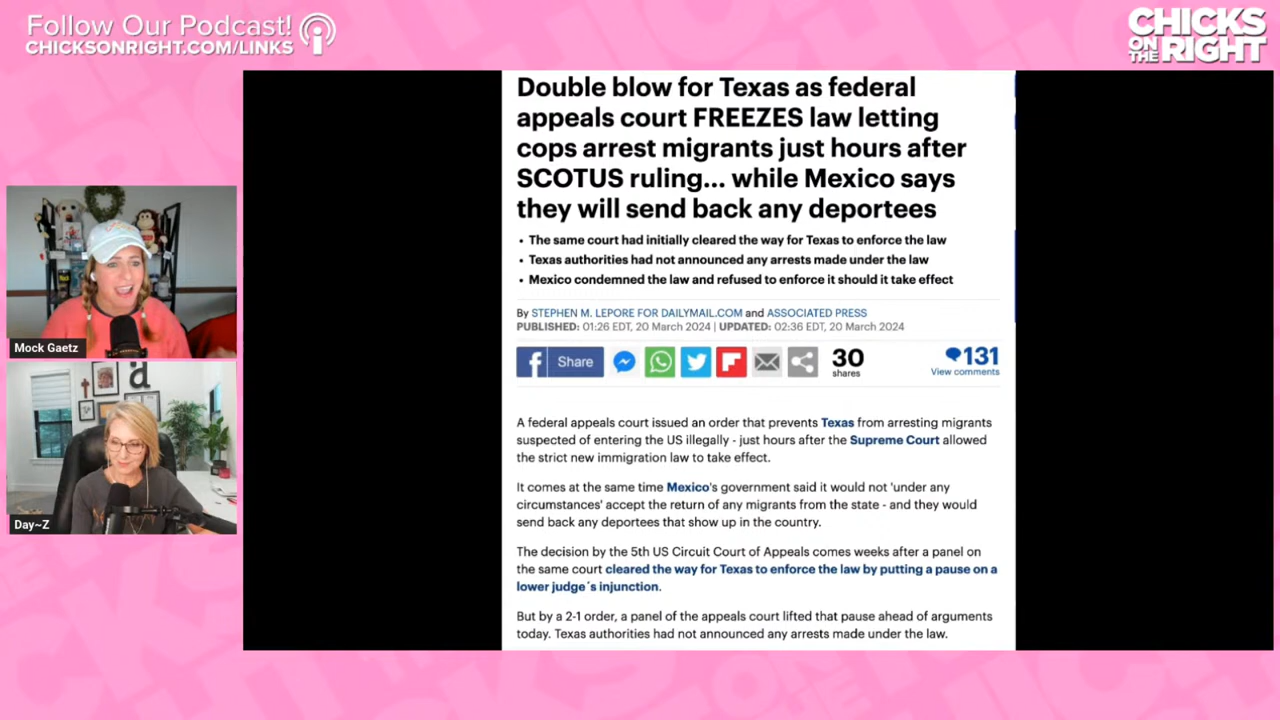 Follow Our Podcast!
CHICKSONRIGHT.COM/LINKS
CHICKS
ON THE RIGHT
Double blow for Texas as federal
appeals court FREEZES law letting
cops arrest migrants just hours after
SCOTUS ruling... while Mexico says
they will send back any deportees
• The same court had initially cleared the way for Texas to enforce the law
• Texas authorities had not announced any arrests made under the law
• Mexico condemned the law and refused to enforce it should it take effect
By STEPHEN M. LEPORE FOR DAILYMAIL.COM and ASSOCIATED PRESS
PUBLISHED: 01:26 EDT, 20 March 2024 | UPDATED: 02:36 EDT, 20 March 2024
f Share
30
shares
131
View comments
A federal appeals court issued an order that prevents Texas from arresting migrants
suspected of entering the US illegally - just hours after the Supreme Court allowed
the strict new immigration law to take effect.
It comes at the same time Mexico's government said it would not 'under any
circumstances' accept the return of any migrants from the state - and they would
send back any deportees that show up in the country.
The decision by the 5th US Circuit Court of Appeals comes weeks after a panel on
the same court cleared the way for Texas to enforce the law by putting a pause on a
lower judge´s injunction.
But by a 2-1 order, a panel of the appeals court lifted that pause ahead of arguments
today. Texas authorities had not announced any arrests made under the law.
Mock Gaetz
a
Day~Z